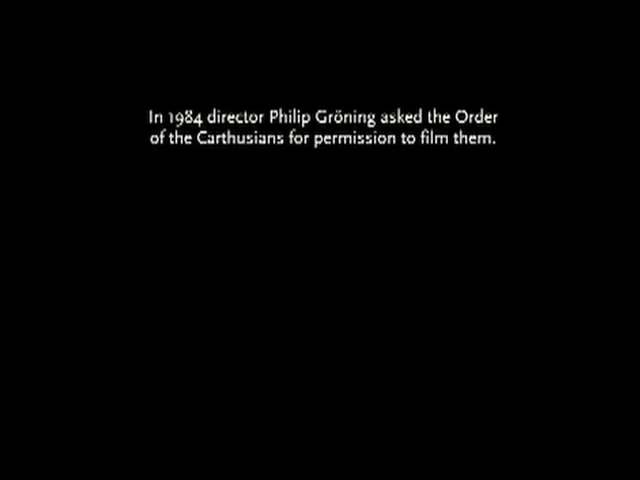 In 1984 director Philip Gröning asked the Order
of the Carthusians for permission to film them.